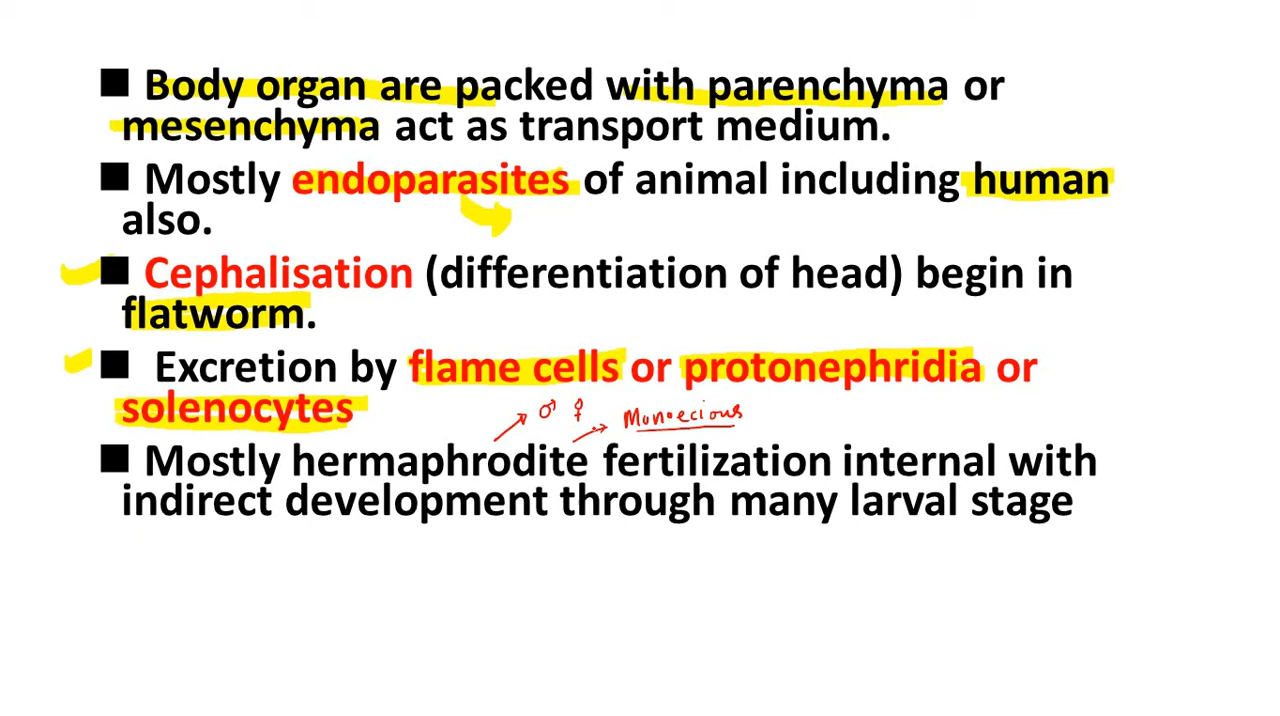 ■ Body organ are packed with parenchyma or
mesenchyma act as transport medium.
■ Mostly endoparasites of animal including human
also.
■ Cephalisation (differentiation of head) begin in
flatworm.
■ Excretion by flame cells or protonephridia or
solenocytes
♂ ♀ Monoecious
■ Mostly hermaphrodite fertilization internal with
indirect development through many larval stage